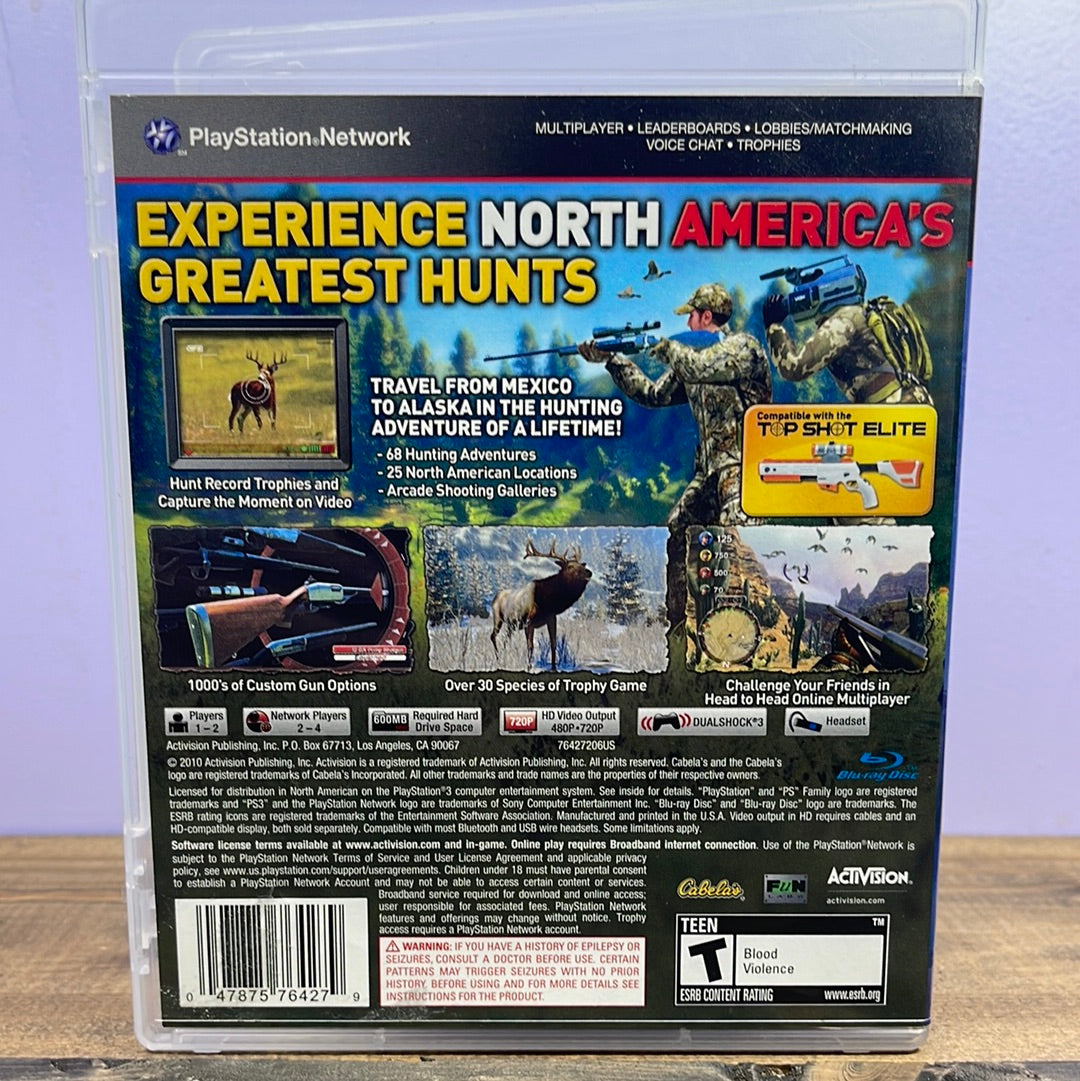 PlayStation®Network
MULTIPLAYER • LEADERBOARDS • LOBBIES/MATCHMAKING
VOICE CHAT • TROPHIES
EXPERIENCE NORTH AMERICA'S
GREATEST HUNTS
TRAVEL FROM MEXICO
TO ALASKA IN THE HUNTING
ADVENTURE OF A LIFETIME!
- 68 Hunting Adventures
- 25 North American Locations
- Arcade Shooting Galleries
Compatible with the
TOP SHOT ELITE
Hunt Record Trophies and
Capture the Moment on Video
125
750
500
70
N
1000's of Custom Gun Options
Over 30 Species of Trophy Game
Challenge Your Friends in
Head to Head Online Multiplayer
Players
1 – 2
Network Players
2 – 4
600MB
Required Hard
Drive Space
720P
HD Video Output
480P•720P
DUALSHOCK®3
Headset
Activision Publishing, Inc. P.O. Box 67713, Los Angeles, CA 90067
76427206US
© 2010 Activision Publishing, Inc. Activision is a registered trademark of Activision Publishing, Inc. All rights reserved. Cabela's and the Cabela's
logo are registered trademarks of Cabela's Incorporated. All other trademarks and trade names are the properties of their respective owners.
Blu-ray Disc™
Licensed for distribution in North American on the PlayStation®3 computer entertainment system. See inside for details. "PlayStation" and "PS" Family logo are registered
trademarks and "PS3" and the PlayStation Network logo are trademarks of Sony Computer Entertainment Inc. "Blu-ray Disc" and "Blu-ray Disc" logo are trademarks. The
ESRB rating icons are registered trademarks of the Entertainment Software Association. Manufactured and printed in the U.S.A. Video output in HD requires cables and an
HD-compatible display, both sold separately. Compatible with most Bluetooth and USB wire headsets. Some limitations apply.
Software license terms available at www.activision.com and in-game. Online play requires Broadband internet connection. Use of the PlayStation®Network is
subject to the PlayStation Network Terms of Service and User License Agreement and applicable privacy
policy, see www.us.playstation.com/support/useragreements. Children under 18 must have parental consent
to establish a PlayStation Network Account and may not be able to access certain content or services.
Broadband service required for download and online access;
user responsible for associated fees. PlayStation Network
features and offerings may change without notice. Trophy
access requires a PlayStation Network account.
Cabela's
FUN
LABS
ACTIVISION.
activision.com
0 47875 76427 9
WARNING: IF YOU HAVE A HISTORY OF EPILEPSY OR
SEIZURES, CONSULT A DOCTOR BEFORE USE. CERTAIN
PATTERNS MAY TRIGGER SEIZURES WITH NO PRIOR
HISTORY. BEFORE USING AND FOR MORE DETAILS SEE
INSTRUCTIONS FOR THE PRODUCT.
TEEN ™
T
Blood
Violence
ESRB CONTENT RATING www.esrb.org